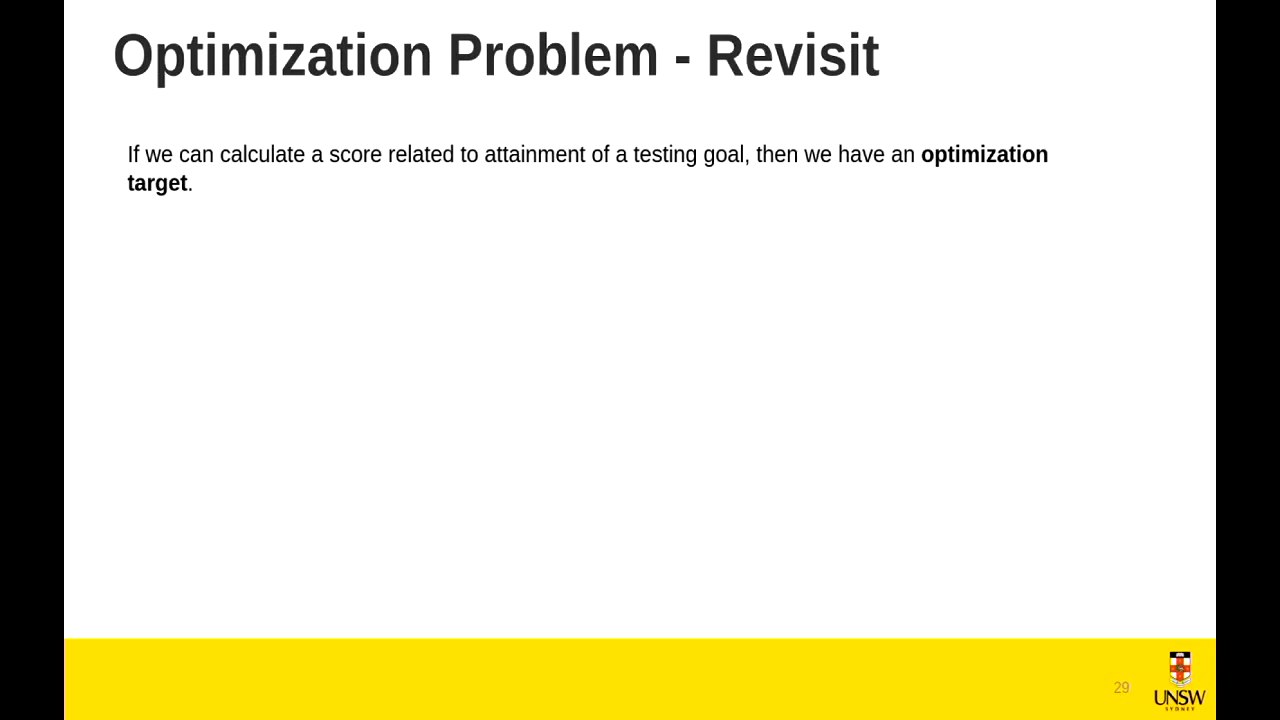 Optimization Problem - Revisit
If we can calculate a score related to attainment of a testing goal, then we have an optimization
target.
29
UNSW
SYDNEY